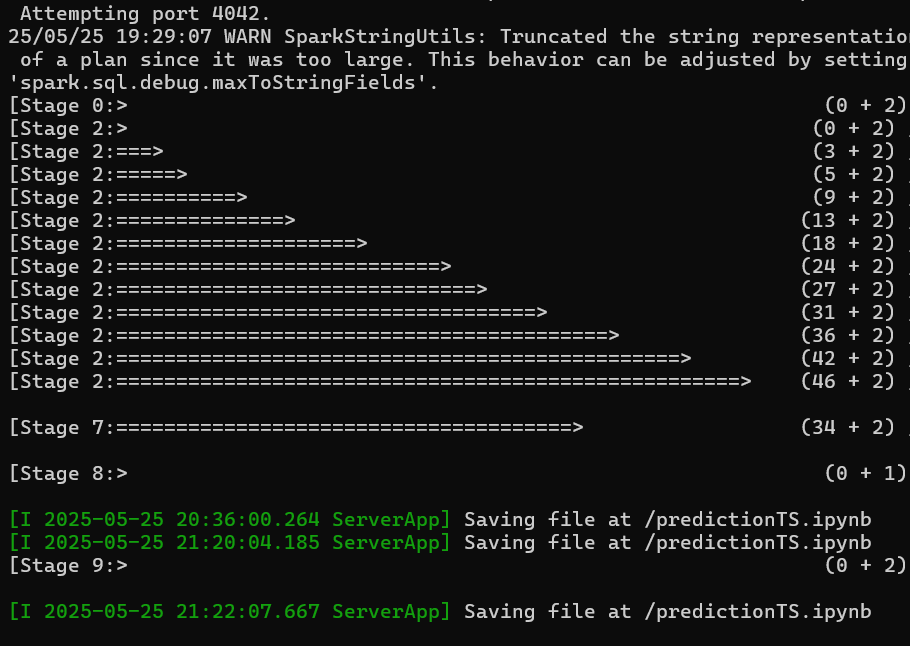 Attempting port 4042.
25/05/25 19:29:07 WARN SparkStringUtils: Truncated the string representatio
of a plan since it was too large. This behavior can be adjusted by setting
'spark.sql.debug.maxToStringFields'.
[Stage 0:> (0 + 2)
[Stage 2:> (0 + 2)
[Stage 2:===> (3 + 2)
[Stage 2:=====> (5 + 2)
[Stage 2:==========> (9 + 2)
[Stage 2:==============> (13 + 2)
[Stage 2:====================> (18 + 2)
[Stage 2:===========================> (24 + 2)
[Stage 2:==============================> (27 + 2)
[Stage 2:===================================> (31 + 2)
[Stage 2:=========================================> (36 + 2)
[Stage 2:===============================================> (42 + 2)
[Stage 2:====================================================> (46 + 2)
[Stage 7:======================================> (34 + 2)
[Stage 8:> (0 + 1)
[I 2025-05-25 20:36:00.264 ServerApp] Saving file at /predictionTS.ipynb
[I 2025-05-25 21:20:04.185 ServerApp] Saving file at /predictionTS.ipynb
[Stage 9:> (0 + 2)
[I 2025-05-25 21:22:07.667 ServerApp] Saving file at /predictionTS.ipynb